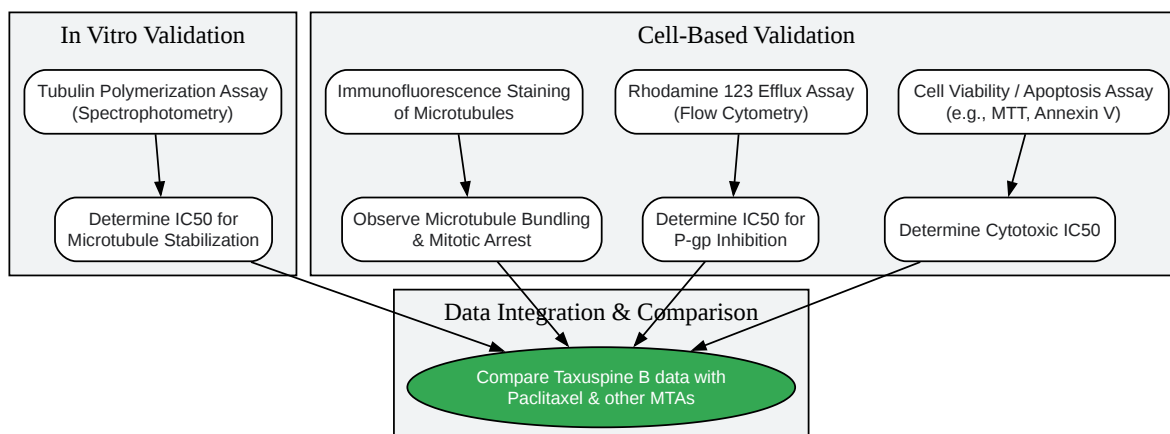 In Vitro Validation
Tubulin Polymerization Assay
(Spectrophotometry)
Determine IC50 for
Microtubule Stabilization
Cell-Based Validation
Immunofluorescence Staining
of Microtubules
Rhodamine 123 Efflux Assay
(Flow Cytometry)
Cell Viability / Apoptosis Assay
(e.g., MTT, Annexin V)
Observe Microtubule Bundling
& Mitotic Arrest
Determine IC50 for
P-gp Inhibition
Determine Cytotoxic IC50
Data Integration & Comparison
Compare Taxuspine B data with
Paclitaxel & other MTAs